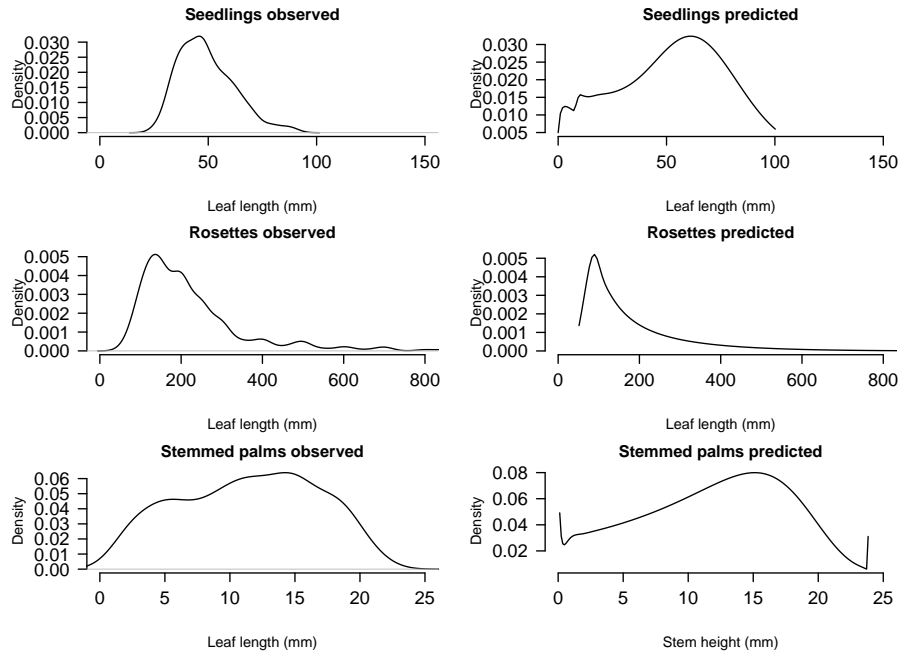 Seedlings observed
Density
0.030
0.025
0.020
0.015
0.010
0.005
0.000
0 50 100 150
Leaf length (mm)
Seedlings predicted
Density
0.030
0.025
0.020
0.015
0.010
0.005
0 50 100 150
Leaf length (mm)
Rosettes observed
Density
0.005
0.004
0.003
0.002
0.001
0.000
0 200 400 600 800
Leaf length (mm)
Rosettes predicted
Density
0.005
0.004
0.003
0.002
0.001
0.000
0 200 400 600 800
Leaf length (mm)
Stemmed palms observed
Density
0.06
0.05
0.04
0.03
0.02
0.01
0.00
0 5 10 15 20 25
Leaf length (mm)
Stemmed palms predicted
Density
0.08
0.06
0.04
0.02
0 5 10 15 20 25
Stem height (mm)